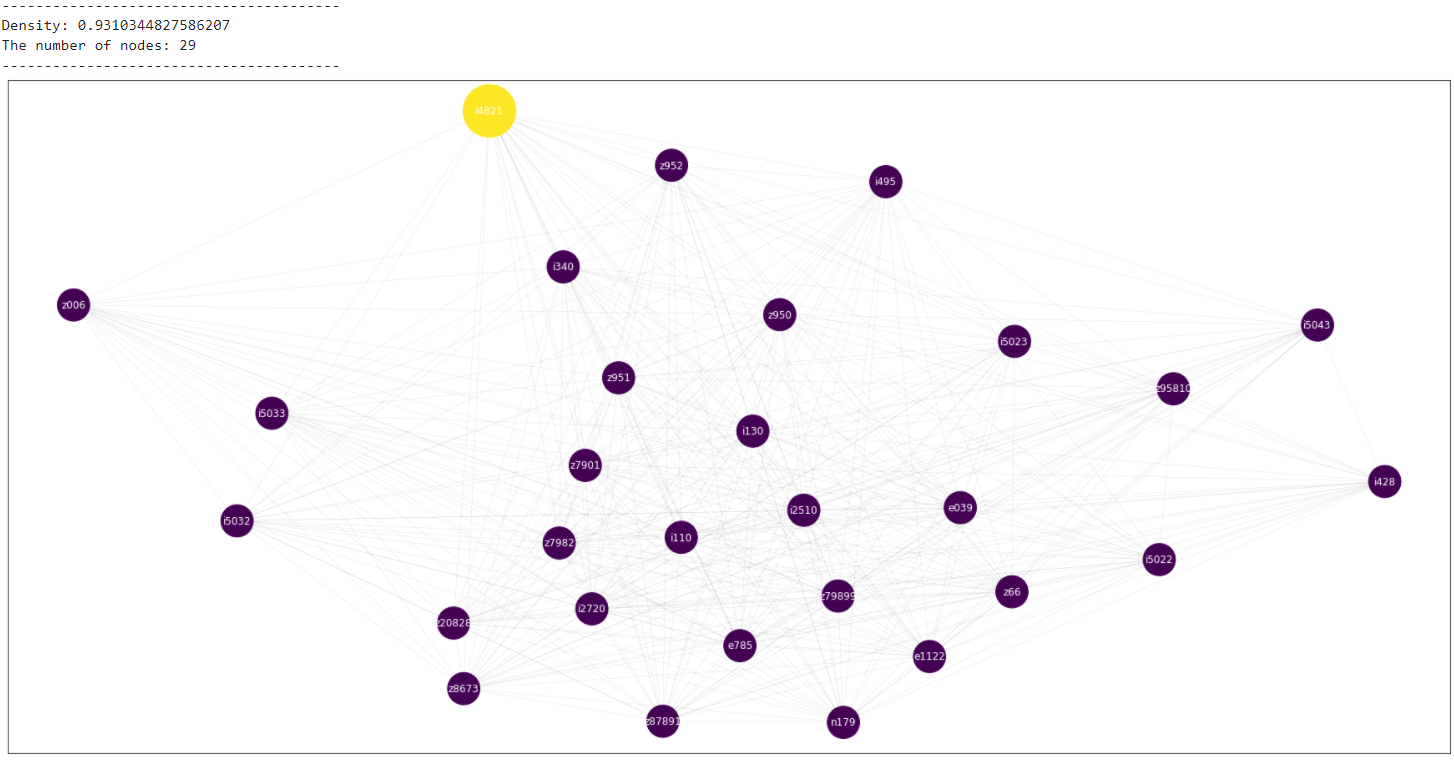 ---------------------------------------
Density: 0.9310344827586207
The number of nodes: 29
---------------------------------------
i4821
z952
i495
i340
z006
z950
i5043
i5023
z951
z95810
i5033
i130
z7901
i428
i2510
e039
i5032
i110
z7982
i5022
z66
z79899
i2720
z20828
e785
e1122
z8673
z87891
n179